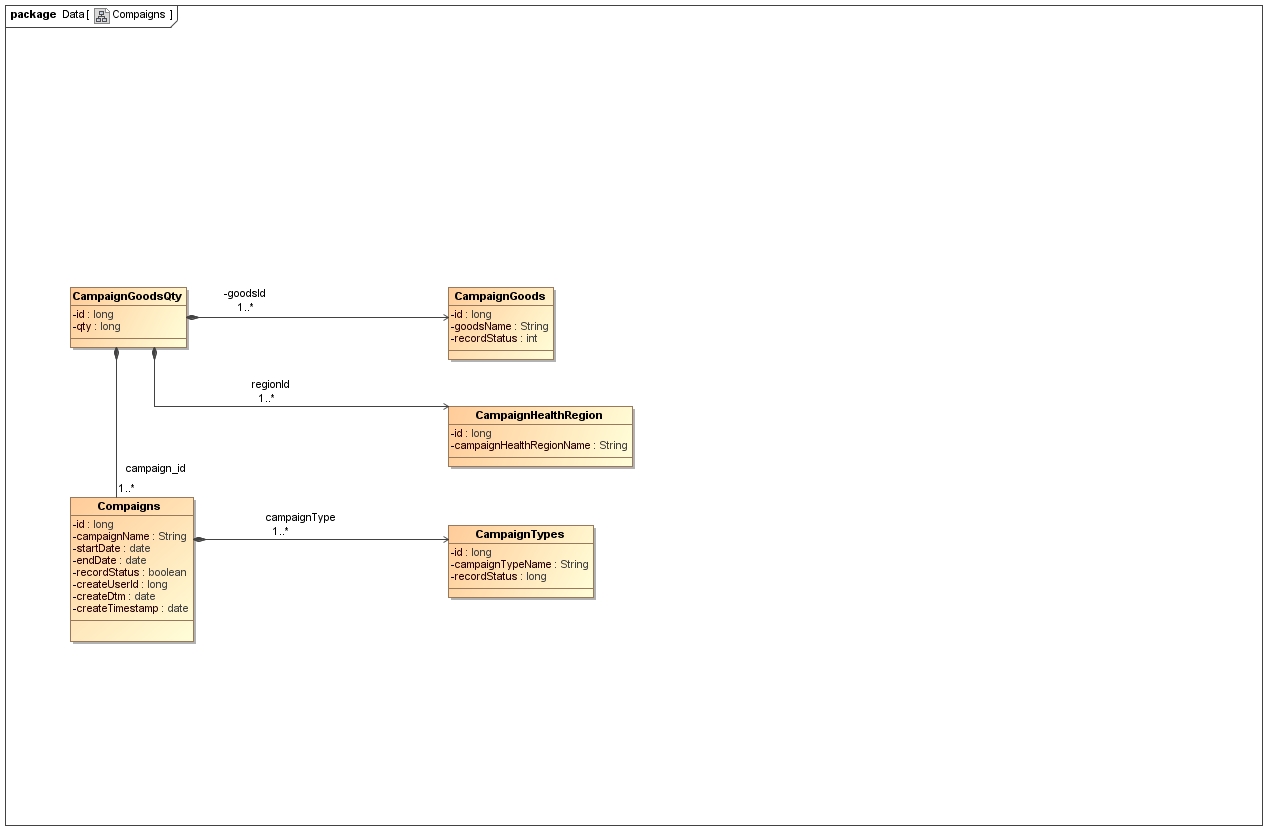 package Data [ Compaigns ]
CampaignGoodsQty
-id : long
-qty : long
-goodsId
1..*
CampaignGoods
-id : long
-goodsName : String
-recordStatus : int
regionId
1..*
CampaignHealthRegion
-id : long
-campaignHealthRegionName : String
campaign_id
1..*
Compaigns
-id : long
-campaignName : String
-startDate : date
-endDate : date
-recordStatus : boolean
-createUserId : long
-createDtm : date
-createTimestamp : date
campaignType
1..*
CampaignTypes
-id : long
-campaignTypeName : String
-recordStatus : long